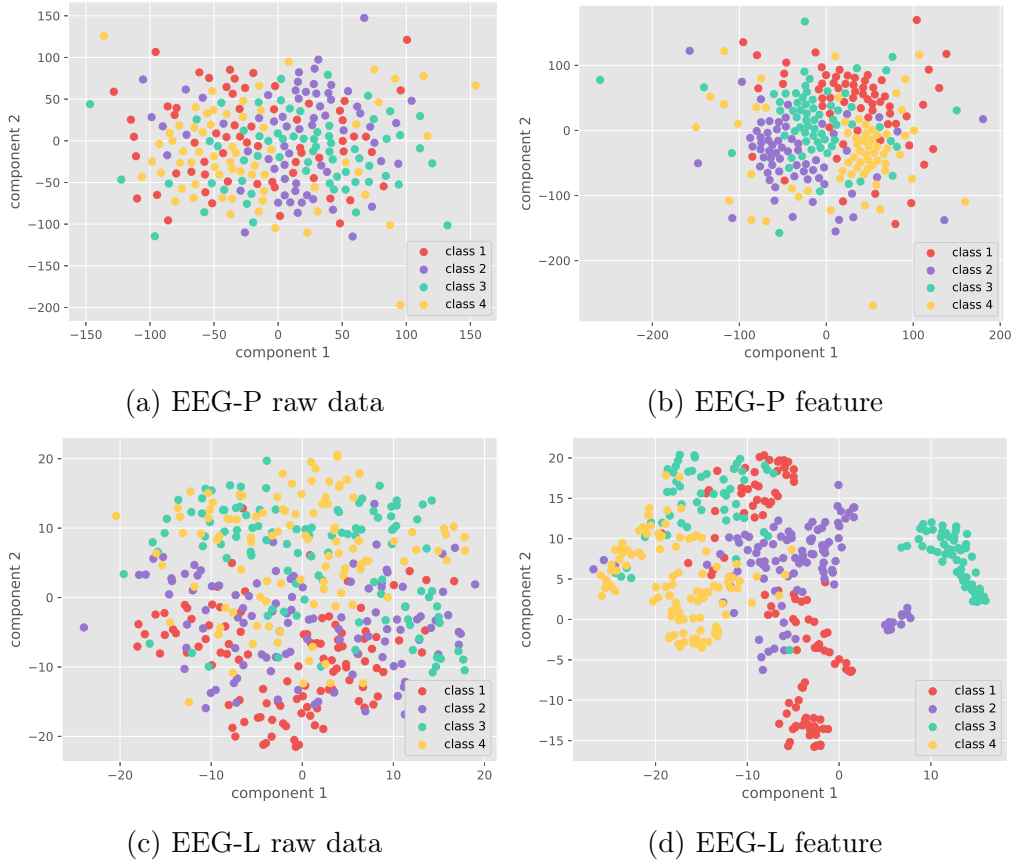 150
100
50
0
−50
−100
−150
−200
component 2
−150
−100
−50
0
50
100
150
component 1
class 1
class 2
class 3
class 4
(a) EEG-P raw data
100
0
−100
−200
component 2
−200
−100
0
100
200
component 1
class 1
class 2
class 3
class 4
(b) EEG-P feature
20
10
0
−10
−20
component 2
−20
−10
0
10
20
component 1
class 1
class 2
class 3
class 4
(c) EEG-L raw data
20
15
10
5
0
−5
−10
−15
component 2
−20
−10
0
10
component 1
class 1
class 2
class 3
class 4
(d) EEG-L feature